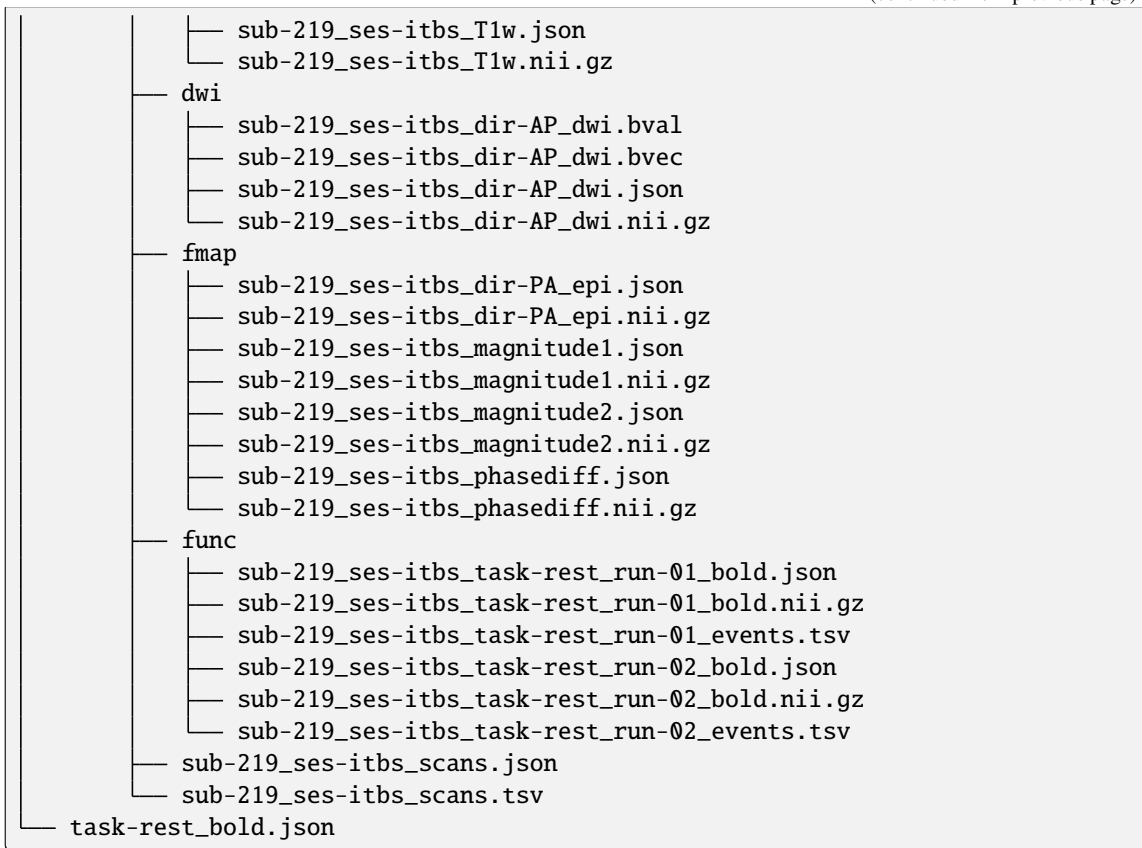 │   │   │   ├── sub-219_ses-itbs_T1w.json
│   │   │   └── sub-219_ses-itbs_T1w.nii.gz
│   │   ├── dwi
│   │   │   ├── sub-219_ses-itbs_dir-AP_dwi.bval
│   │   │   ├── sub-219_ses-itbs_dir-AP_dwi.bvec
│   │   │   ├── sub-219_ses-itbs_dir-AP_dwi.json
│   │   │   └── sub-219_ses-itbs_dir-AP_dwi.nii.gz
│   │   ├── fmap
│   │   │   ├── sub-219_ses-itbs_dir-PA_epi.json
│   │   │   ├── sub-219_ses-itbs_dir-PA_epi.nii.gz
│   │   │   ├── sub-219_ses-itbs_magnitude1.json
│   │   │   ├── sub-219_ses-itbs_magnitude1.nii.gz
│   │   │   ├── sub-219_ses-itbs_magnitude2.json
│   │   │   ├── sub-219_ses-itbs_magnitude2.nii.gz
│   │   │   ├── sub-219_ses-itbs_phasediff.json
│   │   │   └── sub-219_ses-itbs_phasediff.nii.gz
│   │   ├── func
│   │   │   ├── sub-219_ses-itbs_task-rest_run-01_bold.json
│   │   │   ├── sub-219_ses-itbs_task-rest_run-01_bold.nii.gz
│   │   │   ├── sub-219_ses-itbs_task-rest_run-01_events.tsv
│   │   │   ├── sub-219_ses-itbs_task-rest_run-02_bold.json
│   │   │   ├── sub-219_ses-itbs_task-rest_run-02_bold.nii.gz
│   │   │   └── sub-219_ses-itbs_task-rest_run-02_events.tsv
│   │   ├── sub-219_ses-itbs_scans.json
│   │   └── sub-219_ses-itbs_scans.tsv
└── task-rest_bold.json